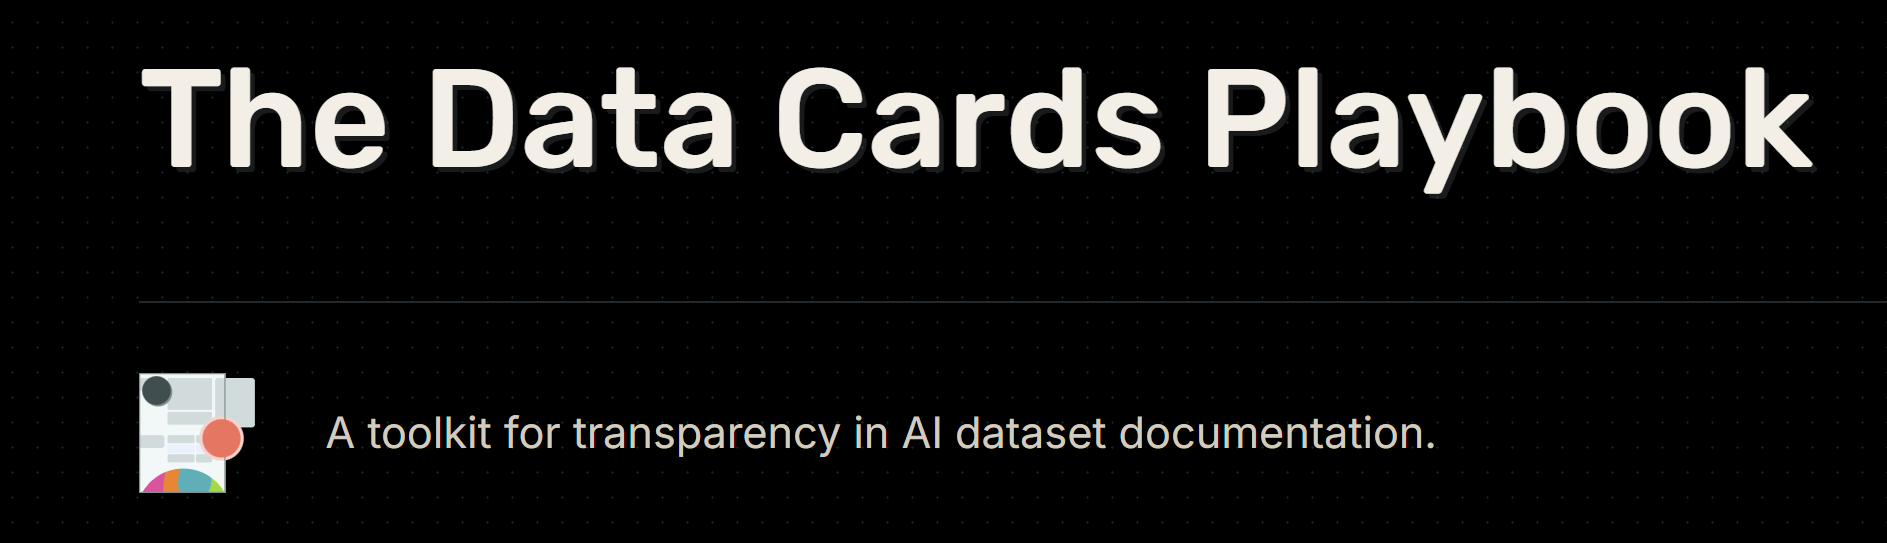 The Data Cards Playbook
A toolkit for transparency in AI dataset documentation.